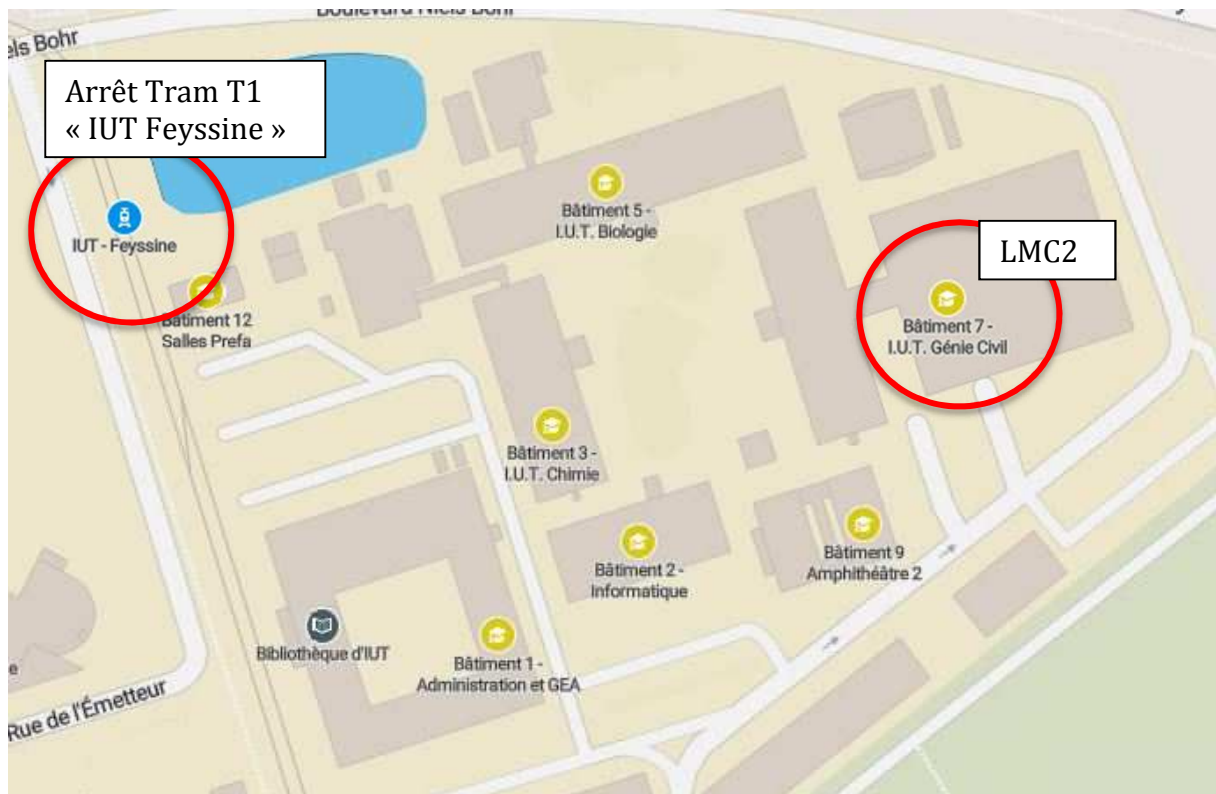 Boulevard Niels Bohr
els Bohr
Arrêt Tram T1
« IUT Feyssine »
IUT - Feyssine
Bâtiment 5 -
I.U.T. Biologie
LMC2
Bâtiment 12
Salles Prefa
Bâtiment 7 -
I.U.T. Génie Civil
Bâtiment 3 -
I.U.T. Chimie
Bâtiment 9
Amphithéâtre 2
Bâtiment 2 -
Informatique
Bibliothèque d'IUT
Bâtiment 1 -
Administration et GEA
e
Rue de l'Émetteur